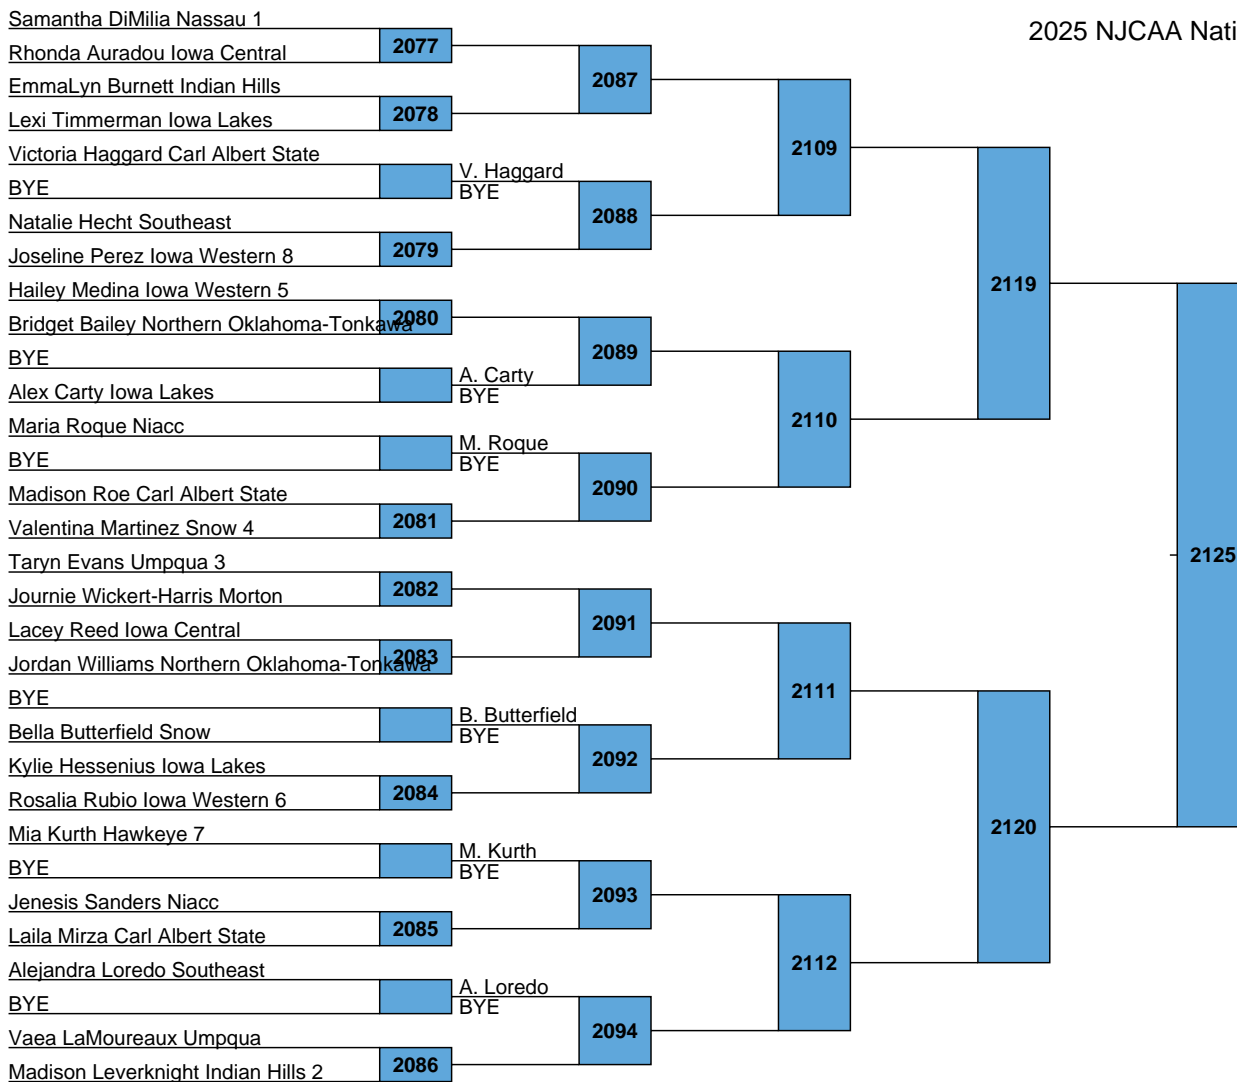 Samantha DiMilia Nassau 1
2025 NJCAA Nati
Rhonda Auradou Iowa Central
2077
2087
EmmaLyn Burnett Indian Hills
Lexi Timmerman Iowa Lakes
2078
2109
Victoria Haggard Carl Albert State
V. Haggard
BYE
BYE
2088
Natalie Hecht Southeast
Joseline Perez Iowa Western 8
2079
2119
Hailey Medina Iowa Western 5
Bridget Bailey Northern Oklahoma-Tonkawa
2080
2089
BYE
A. Carty
BYE
Alex Carty Iowa Lakes
2110
Maria Roque Niacc
M. Roque
BYE
BYE
2090
Madison Roe Carl Albert State
Valentina Martinez Snow 4
2081
2125
Taryn Evans Umpqua 3
Journie Wickert-Harris Morton
2082
2091
Lacey Reed Iowa Central
Jordan Williams Northern Oklahoma-Tonkawa
2083
2111
BYE
B. Butterfield
BYE
Bella Butterfield Snow
2092
Kylie Hessenius Iowa Lakes
Rosalia Rubio Iowa Western 6
2084
2120
Mia Kurth Hawkeye 7
M. Kurth
BYE
BYE
2093
Jenesis Sanders Niacc
Laila Mirza Carl Albert State
2085
2112
Alejandra Loredo Southeast
A. Loredo
BYE
BYE
2094
Vaea LaMoureaux Umpqua
Madison Leverknight Indian Hills 2
2086